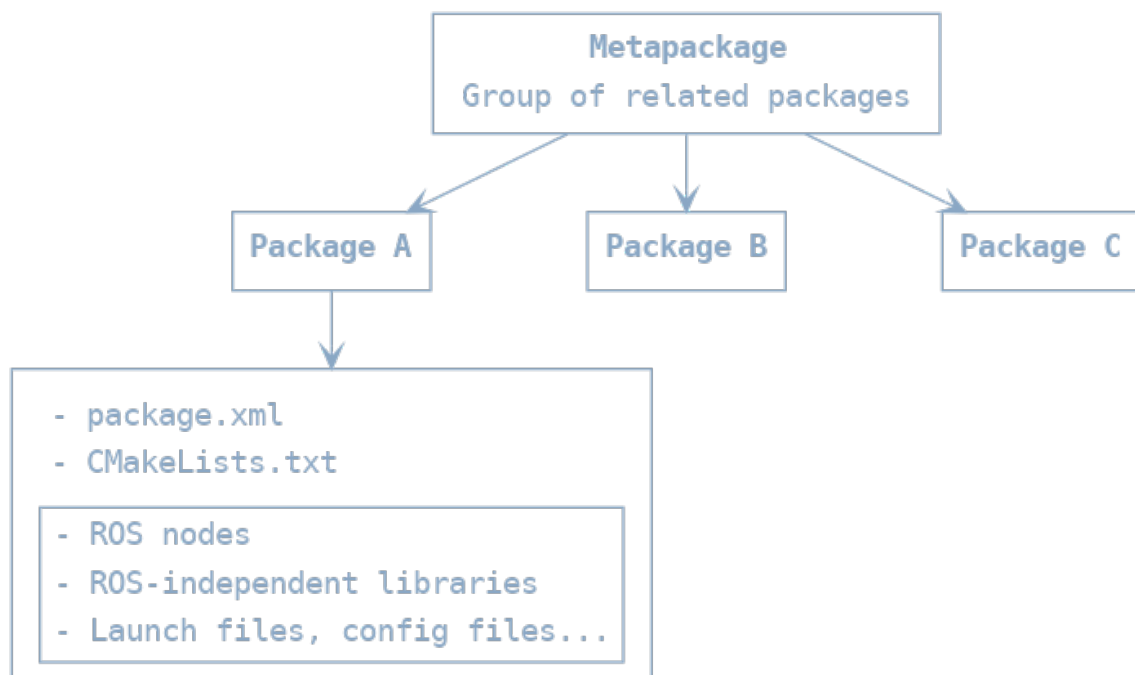 Metapackage
Group of related packages
Package A
Package B
Package C
- package.xml
- CMakeLists.txt
- ROS nodes
- ROS-independent libraries
- Launch files, config files...